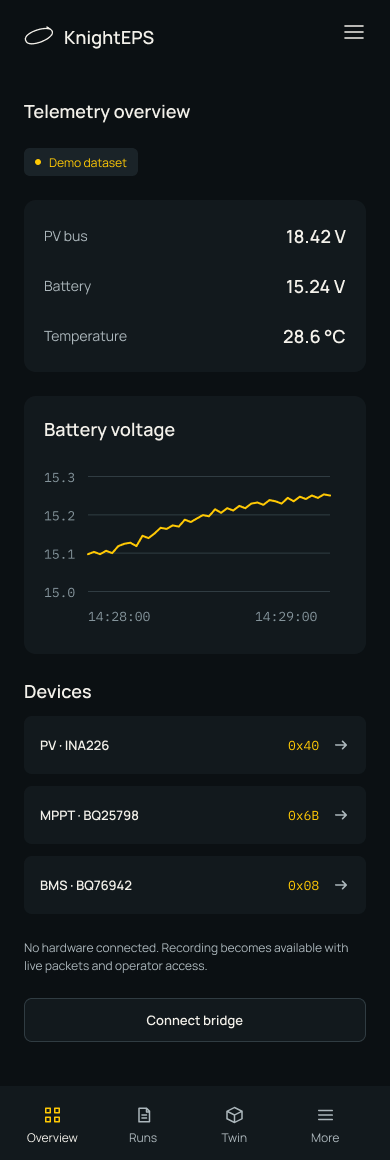 KnightEPS
Telemetry overview
Demo dataset
PV bus 18.42 V
Battery 15.24 V
Temperature 28.6 °C
Battery voltage
15.3
15.2
15.1
15.0
14:28:00 14:29:00
Devices
PV · INA226 0x40
MPPT · BQ25798 0x6B
BMS · BQ76942 0x08
No hardware connected. Recording becomes available with
live packets and operator access.
Connect bridge
Overview Runs Twin More